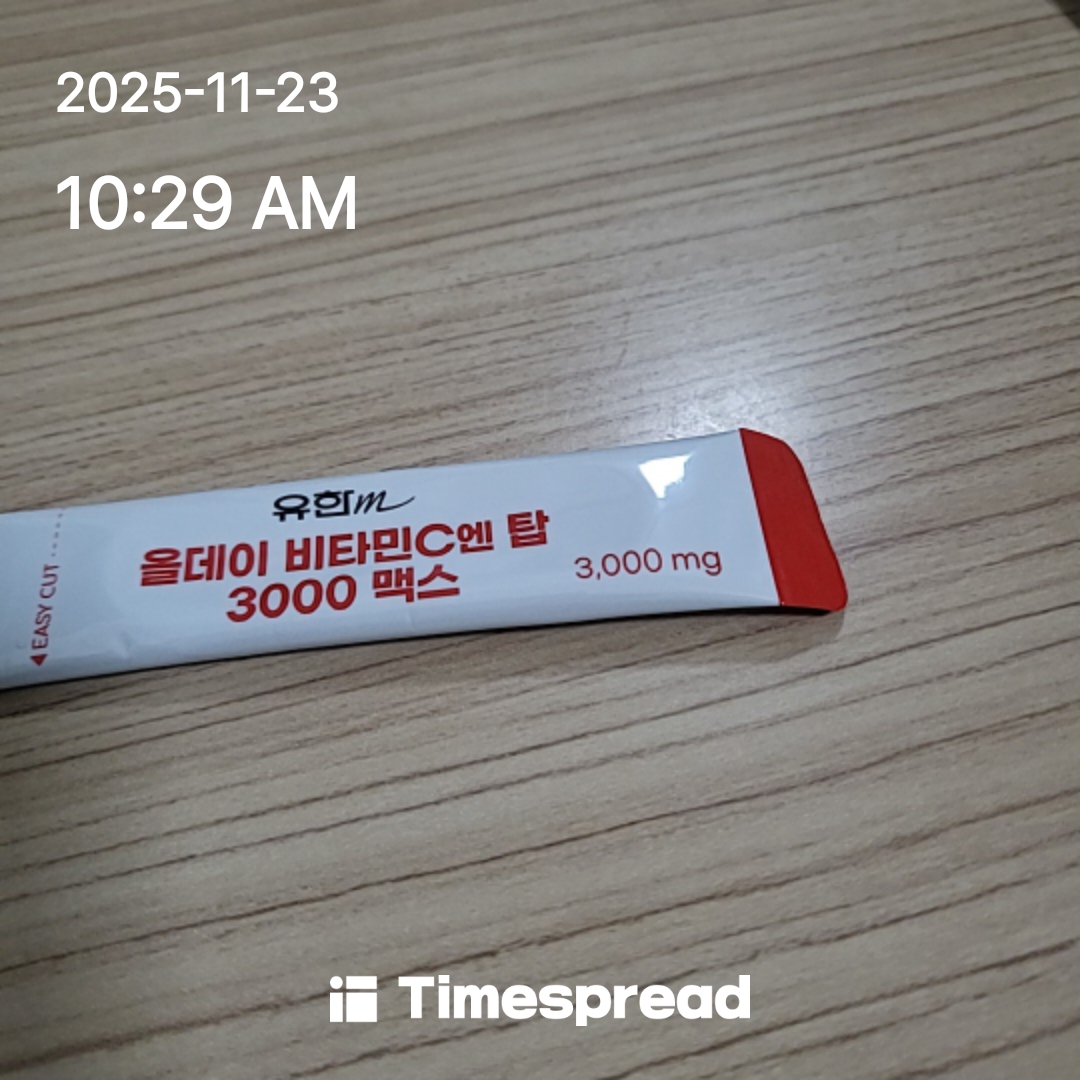 2025-11-23
10:29 AM
유한m
올데이 비타민C엔 탑
3000 맥스
3,000 mg
◀EASY CUT
Timespread